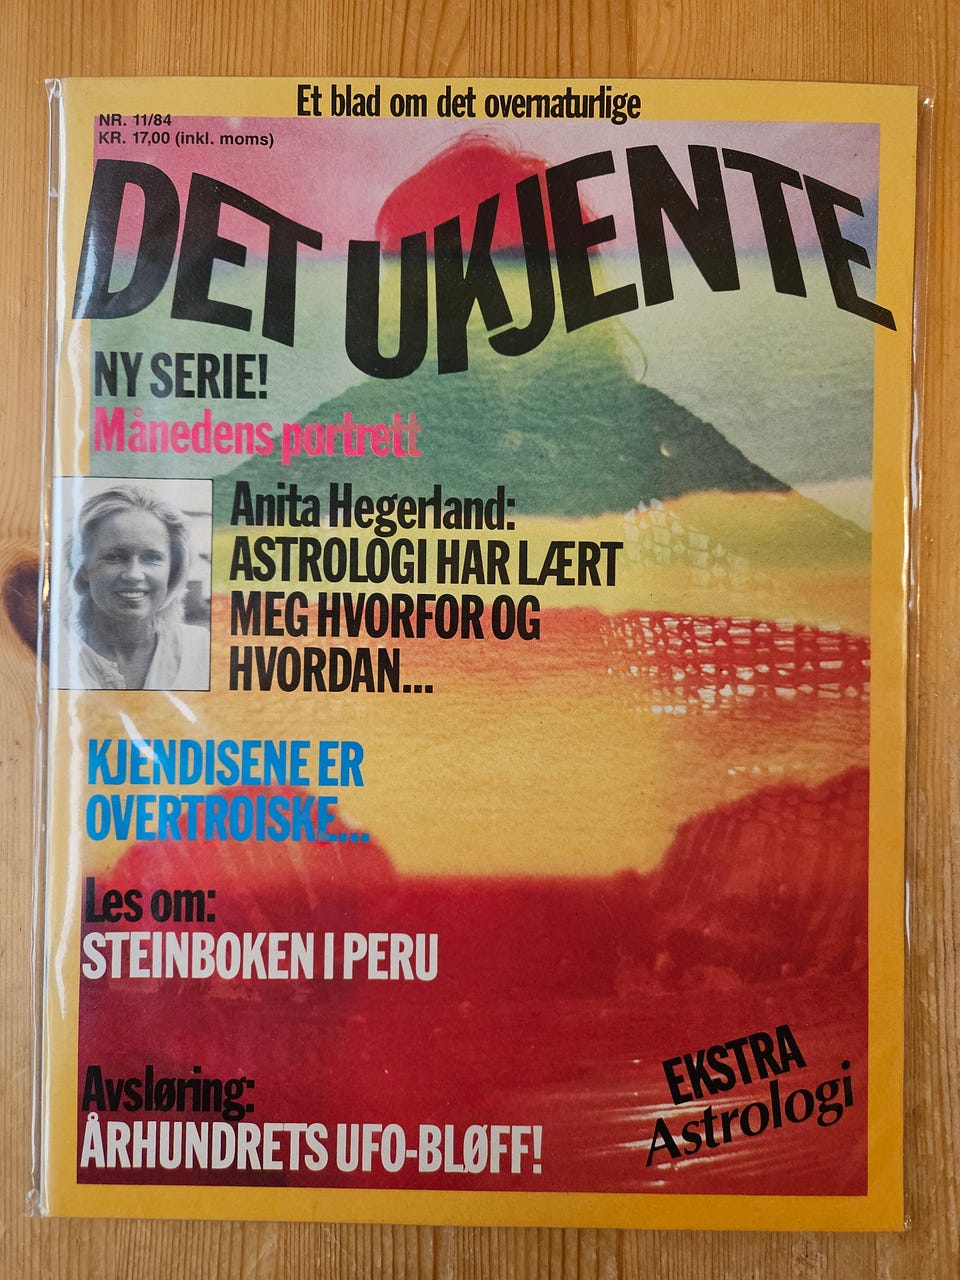 Et blad om det overnaturlige
NR. 11/84
KR. 17,00 (inkl. moms)
DET UKJENTE
NY SERIE!
Månedens portrett
Anita Hegerland:
ASTROLOGI HAR LÆRT
MEG HVORFOR OG
HVORDAN...
KJENDISENE ER
OVERTROISKE...
Les om:
STEINBOKEN I PERU
Avsløring:
ÅRHUNDRETS UFO-BLØFF!
EKSTRA
Astrologi